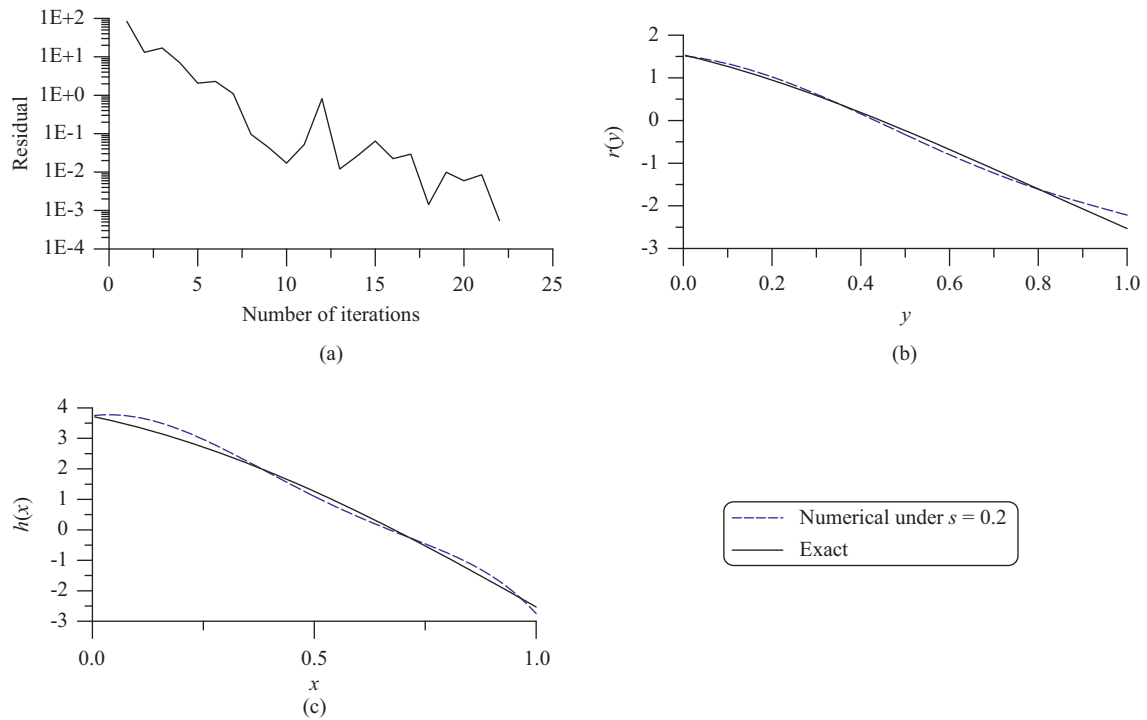 1E+2
1E+1
1E+0
1E-1
1E-2
1E-3
1E-4
Residual
0 5 10 15 20 25
Number of iterations
(a)
2
1
0
-1
-2
-3
r(y)
0.0 0.2 0.4 0.6 0.8 1.0
y
(b)
4
3
2
1
0
-1
-2
-3
h(x)
0.0 0.5 1.0
x
(c)
Numerical under s = 0.2
Exact